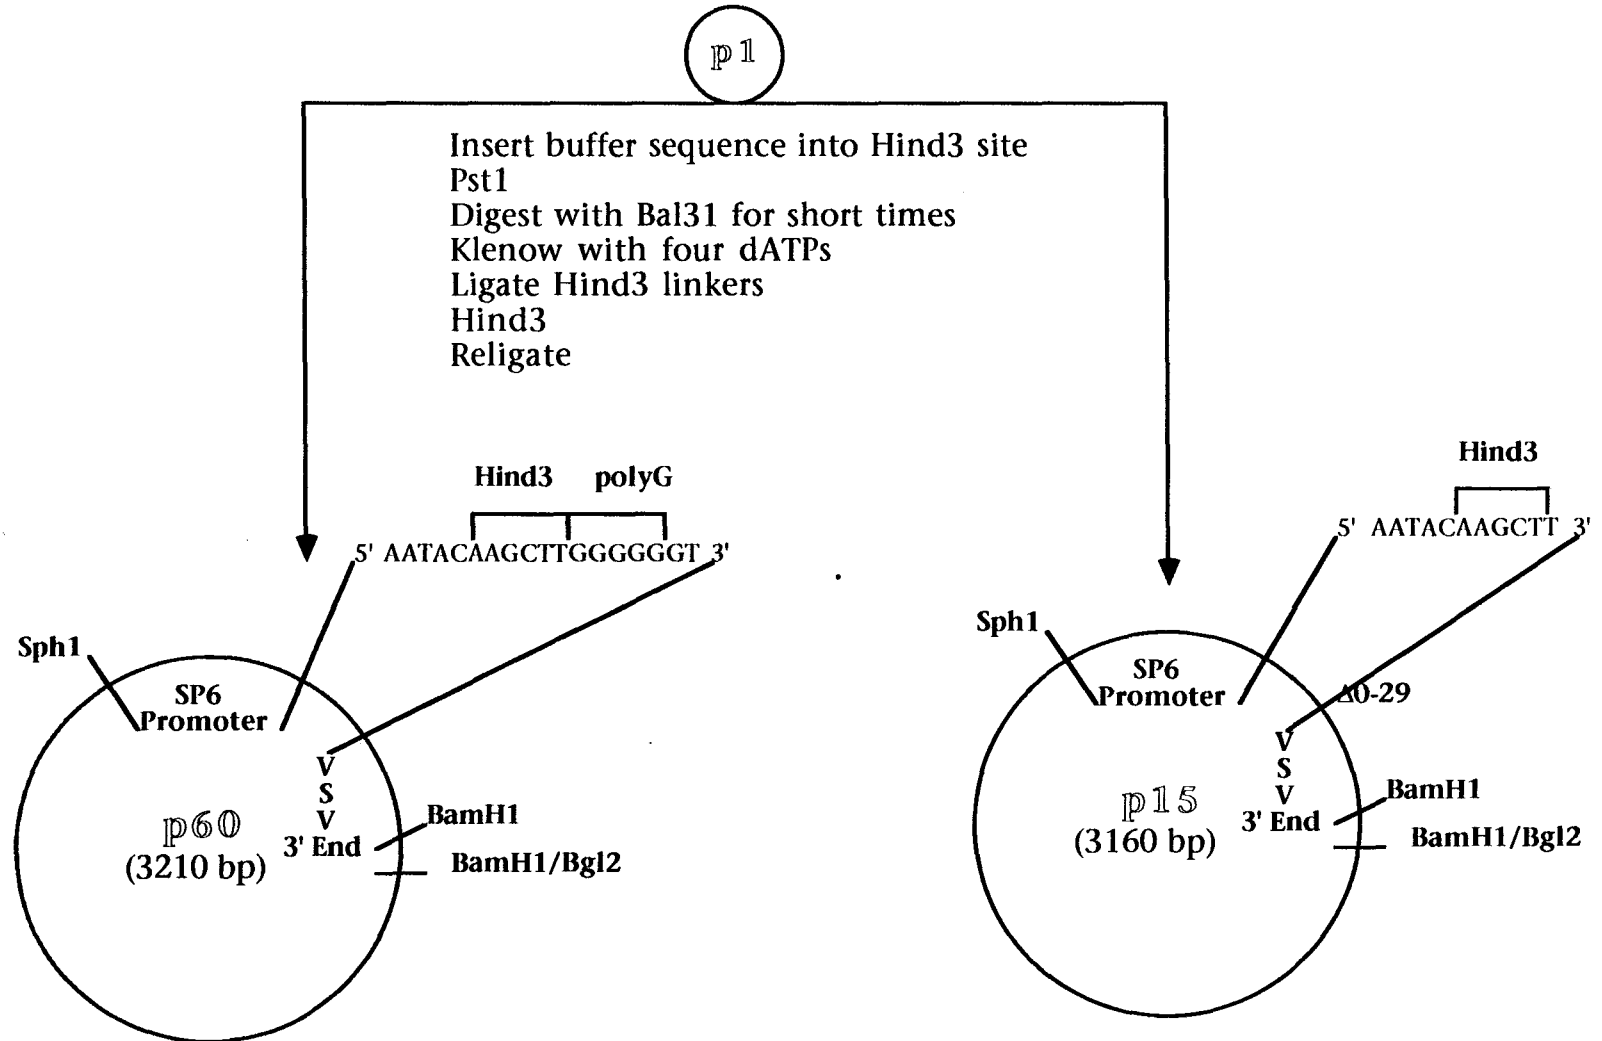 p1
Insert buffer sequence into Hind3 site
Pst1
Digest with Bal31 for short times
Klenow with four dATPs
Ligate Hind3 linkers
Hind3
Religate
Hind3 polyG
5' AATACAAGCTTGGGGGGT 3'
Sph1
SP6
Promoter
V
S
V
3' End
p60
(3210 bp)
BamH1
BamH1/Bgl2
Hind3
5' AATACAAGCTT 3'
Sph1
SP6
Promoter
Δ0-29
V
S
V
3' End
p15
(3160 bp)
BamH1
BamH1/Bgl2